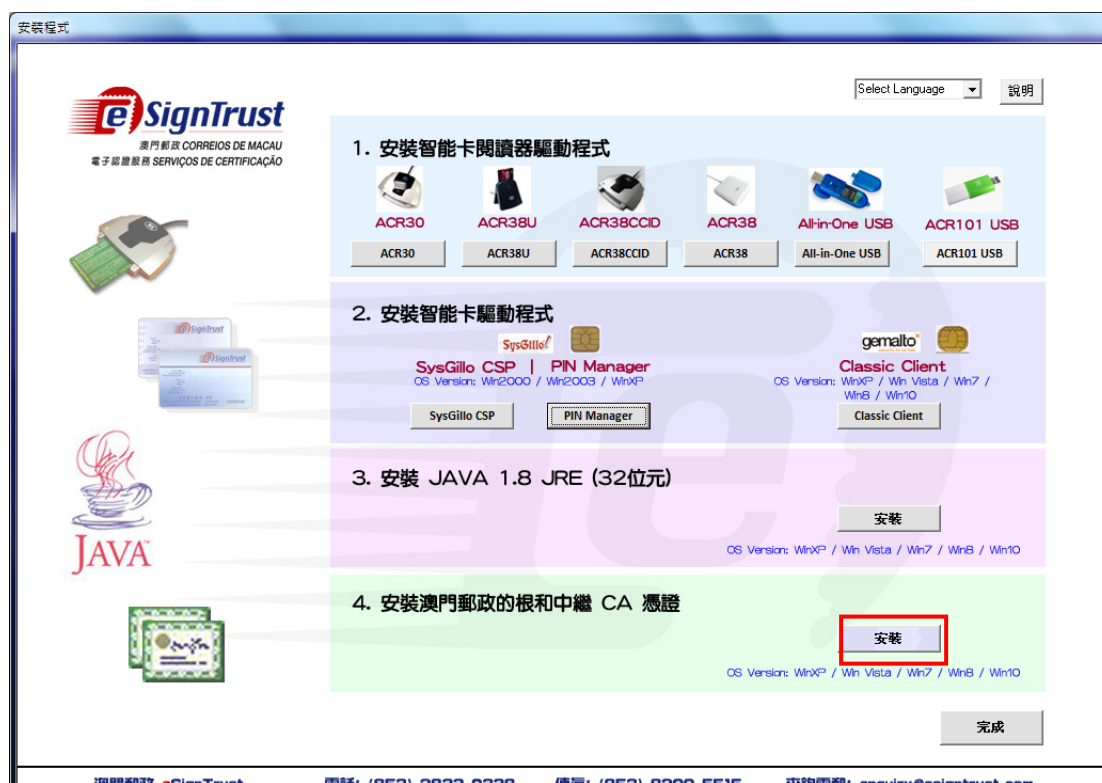 安裝程式
Select Language
說明
eSignTrust
澳門郵政 CORREIOS DE MACAU
電子認證服務 SERVIÇOS DE CERTIFICAÇÃO
1. 安裝智能卡閱讀器驅動程式
ACR30 ACR38U ACR38CCID ACR38 All-in-One USB ACR101 USB
ACR30 ACR38U ACR38CCID ACR38 All-in-One USB ACR101 USB
2. 安裝智能卡驅動程式
SysGillo
gemalto
SysGillo CSP | PIN Manager
OS Version: Win2000 / Win2003 / WinXP
Classic Client
OS Version: WinXP / Win Vista / Win7 /
Win8 / Win10
SysGillo CSP PIN Manager
Classic Client
eSignTrust
eSignTrust
3. 安裝 JAVA 1.8 JRE (32位元)
安裝
OS Version: WinXP / Win Vista / Win7 / Win8 / Win10
JAVA
4. 安裝澳門郵政的根和中繼 CA 憑證
安裝
OS Version: WinXP / Win Vista / Win7 / Win8 / Win10
完成
澳門郵政 eSignTrust